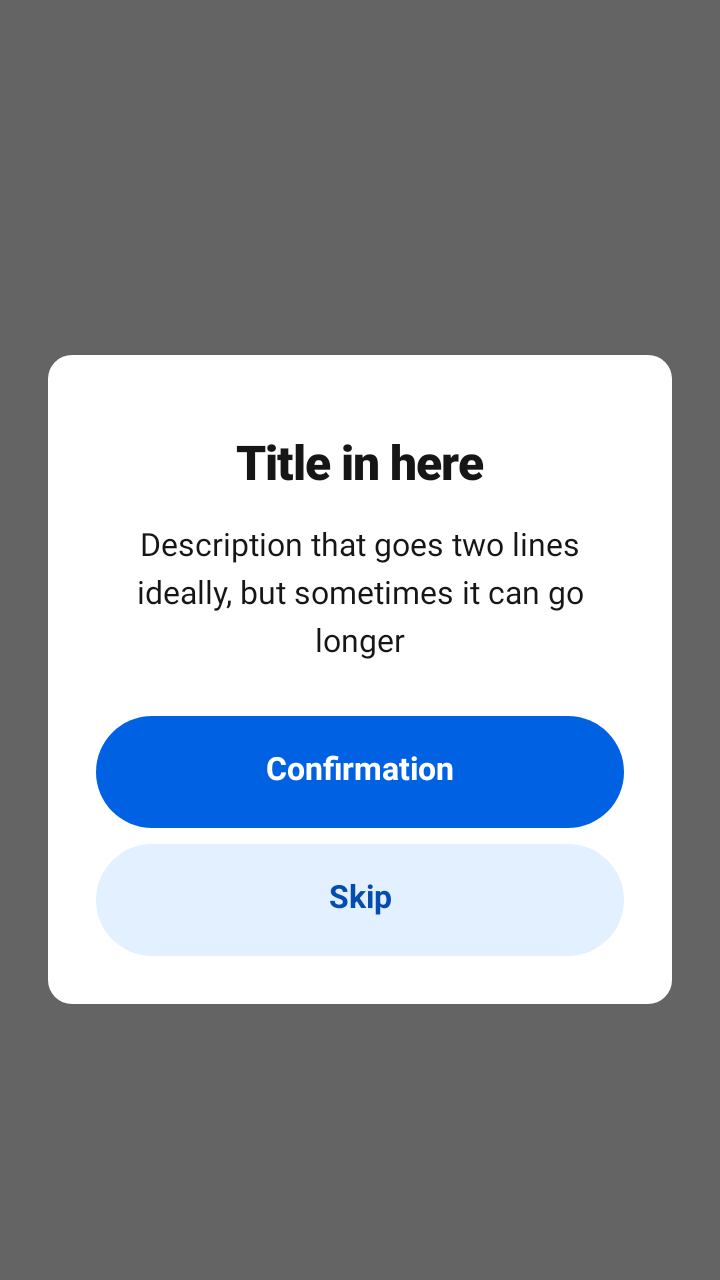 Title in here
Description that goes two lines
ideally, but sometimes it can go
longer
Confirmation
Skip